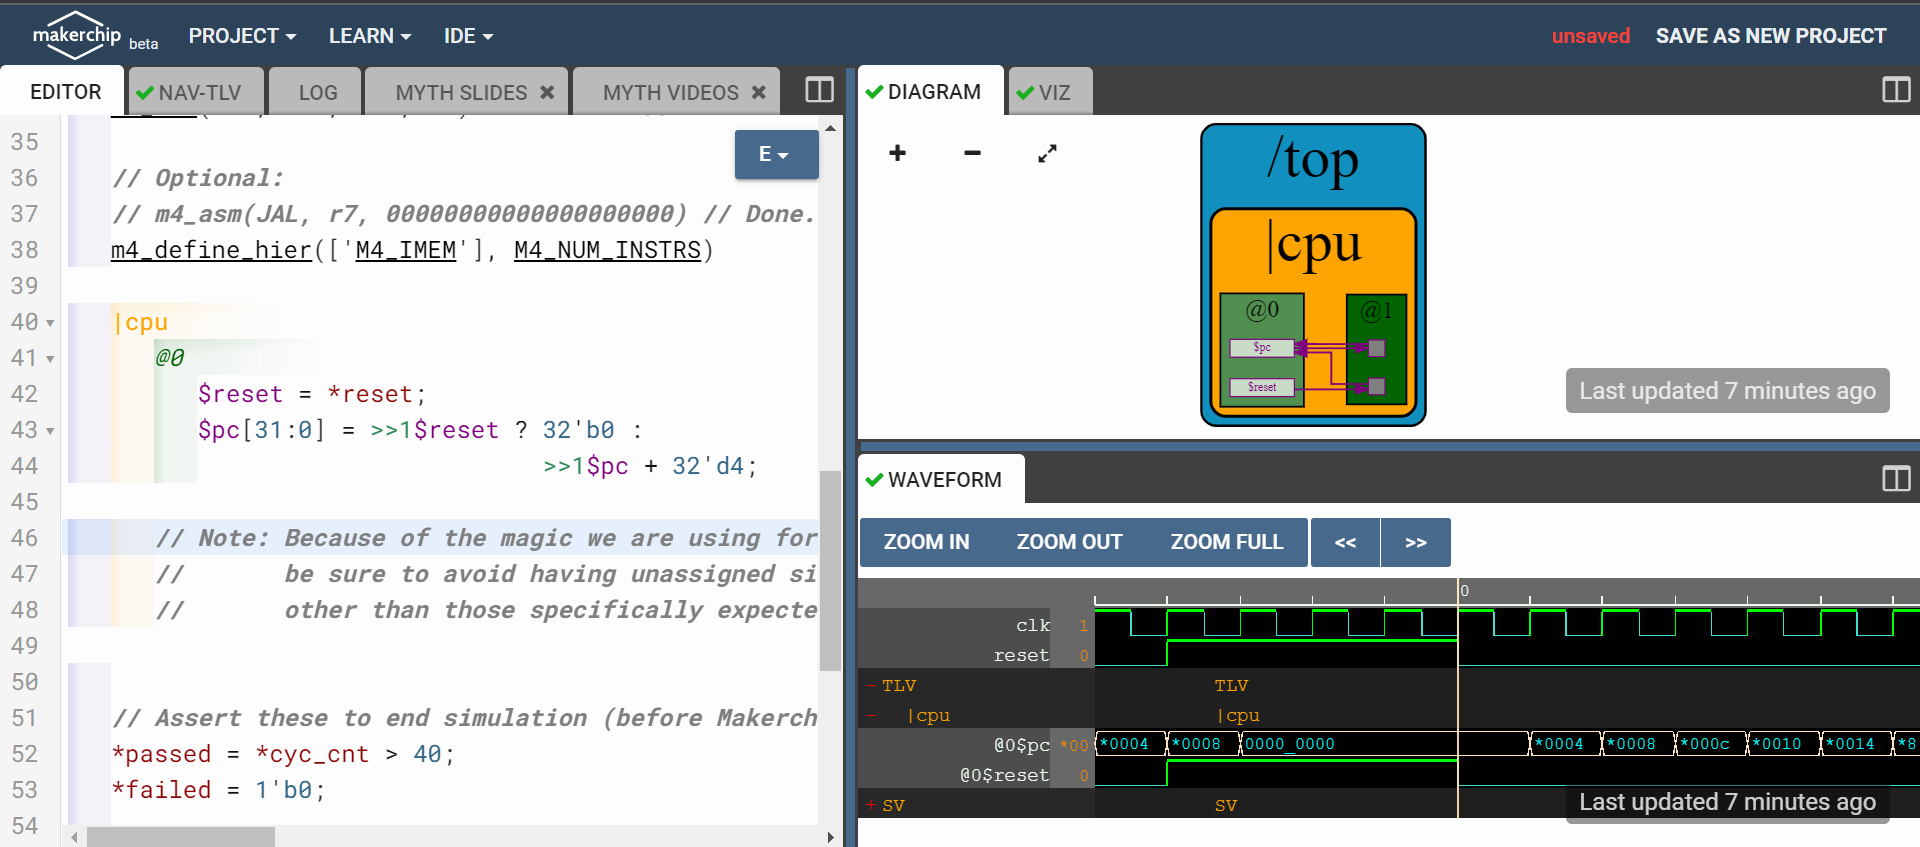 makerchip beta PROJECT LEARN IDE unsaved SAVE AS NEW PROJECT
EDITOR NAV-TLV LOG MYTH SLIDES MYTH VIDEOS
E
35
36 // Optional:
37 // m4_asm(JAL, r7, 00000000000000000000) // Done.
38 m4_define_hier(['M4_IMEM'], M4_NUM_INSTRS)
39
40 |cpu
41 @0
42 $reset = *reset;
43 $pc[31:0] = >>1$reset ? 32'b0 :
44 >>1$pc + 32'd4;
45
46 // Note: Because of the magic we are using for
47 // be sure to avoid having unassigned si
48 // other than those specifically expecte
49
50
51 // Assert these to end simulation (before Makerch
52 *passed = *cyc_cnt > 40;
53 *failed = 1'b0;
54
DIAGRAM VIZ
/top
|cpu
@0 @1
$pc
$reset
Last updated 7 minutes ago
WAVEFORM
ZOOM IN ZOOM OUT ZOOM FULL << >>
0
clk 1
reset 0
- TLV TLV
- |cpu |cpu
@0$pc *00 *0004 *0008 0000_0000 *0004 *0008 *000c *0010 *0014 *8
@0$reset 0
+ SV SV
Last updated 7 minutes ago